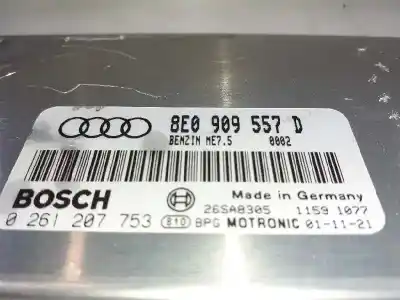 8E0 909 557 D
BENZIN ME7.5 0002
BOSCH
Made in Germany
26SA8305 1159 1077
0 261 207 753 810 BPG MOTRONIC 01-11-21